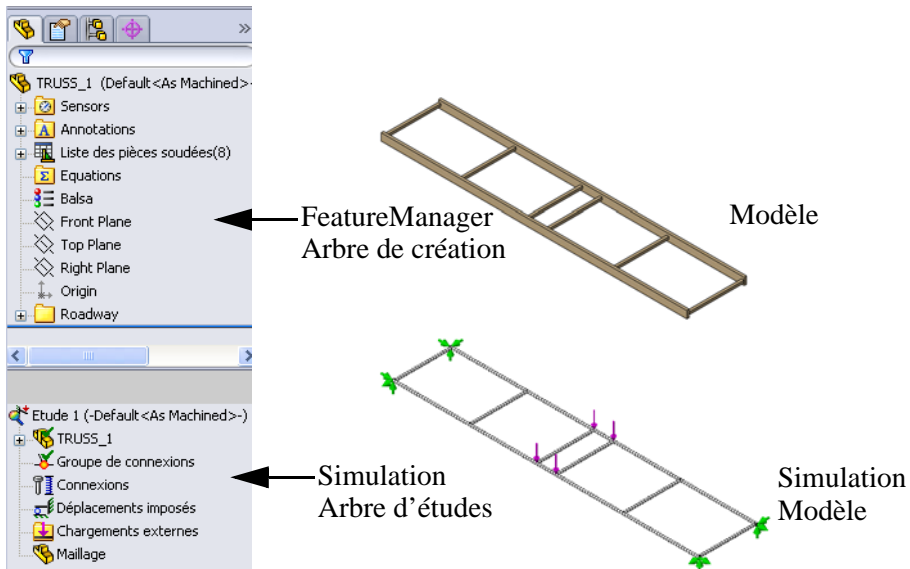 TRUSS_1 (Default<As Machined>-
Sensors
Annotations
Liste des pièces soudées(8)
Equations
Balsa
Front Plane
Top Plane
Right Plane
Origin
Roadway
FeatureManager
Arbre de création
Modèle
Etude 1 (-Default<As Machined>-)
TRUSS_1
Groupe de connexions
Connexions
Déplacements imposés
Chargements externes
Maillage
Simulation
Arbre d'études
Simulation
Modèle